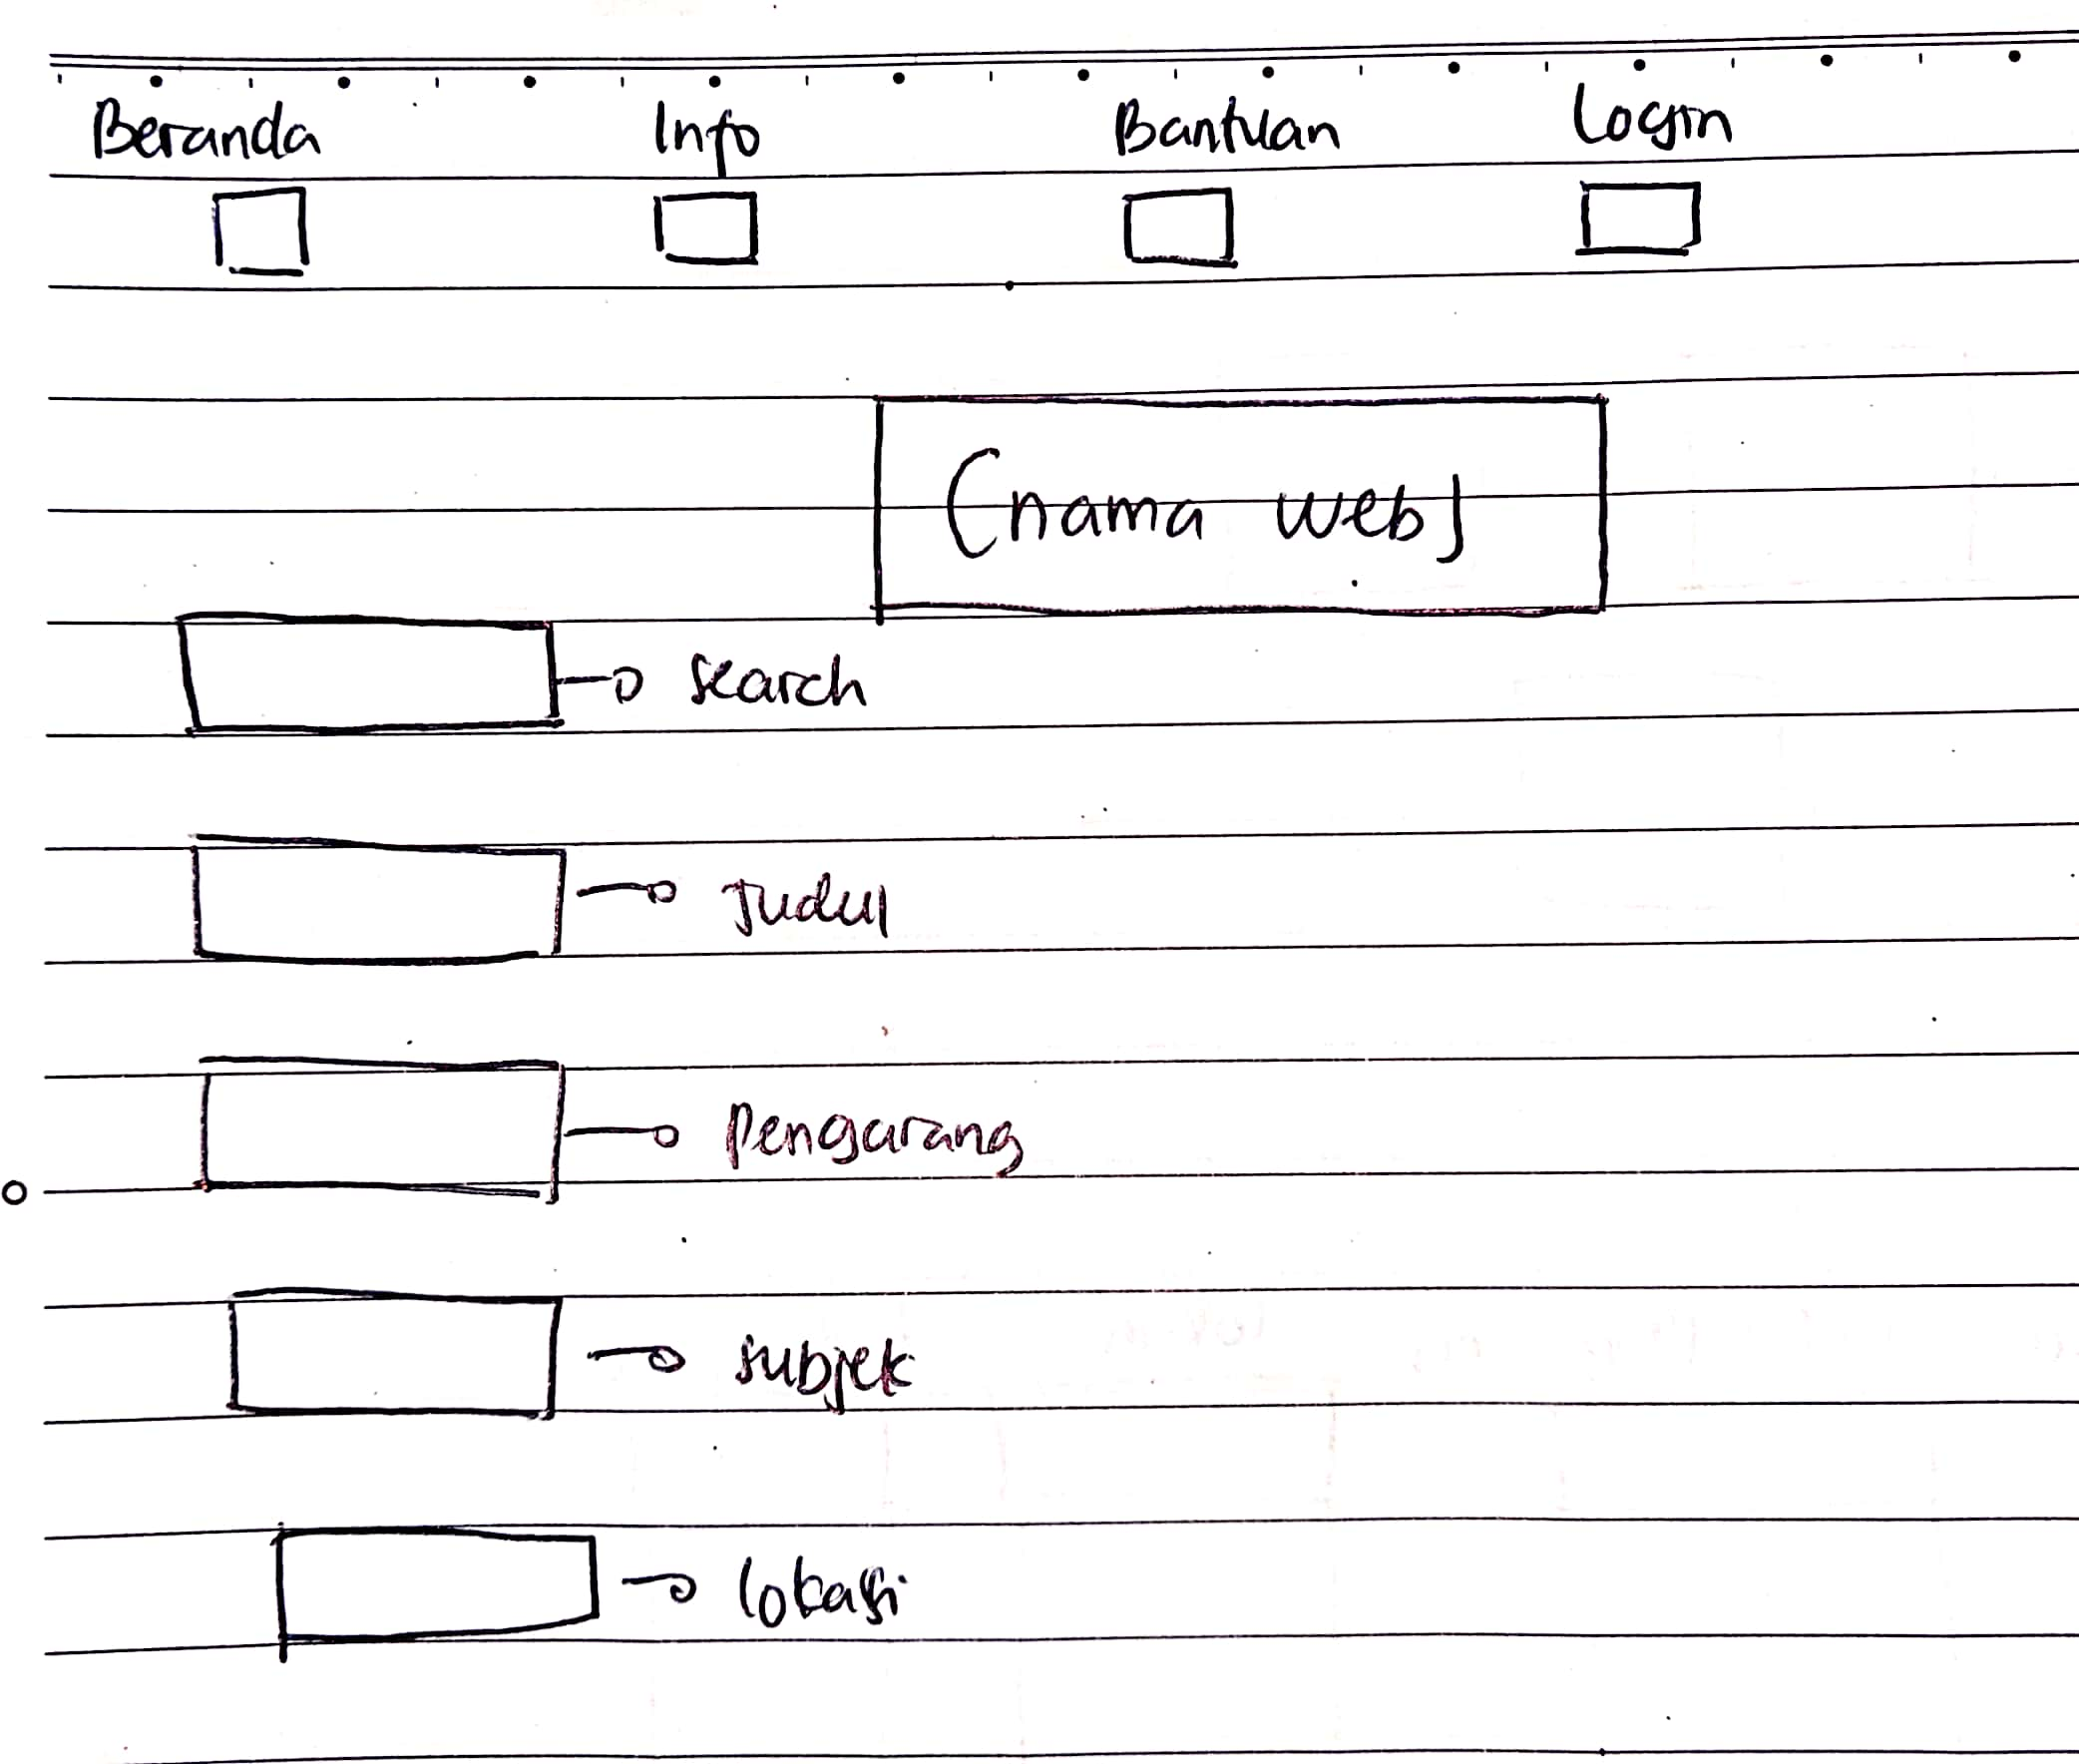 Beranda Info Bantuan Login
(nama web)
search
Judul
Pengarang
subjek
lokasi